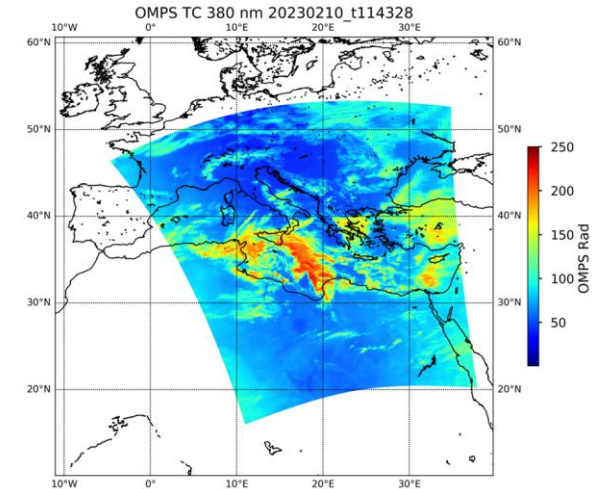 OMPS TC 380 nm 20230210_t114328
10°W 0° 10°E 20°E 30°E
60°N 60°N
50°N 50°N
40°N 40°N
30°N 30°N
20°N 20°N
10°W 0° 10°E 20°E 30°E
250
200
150
100
50
OMPS Rad